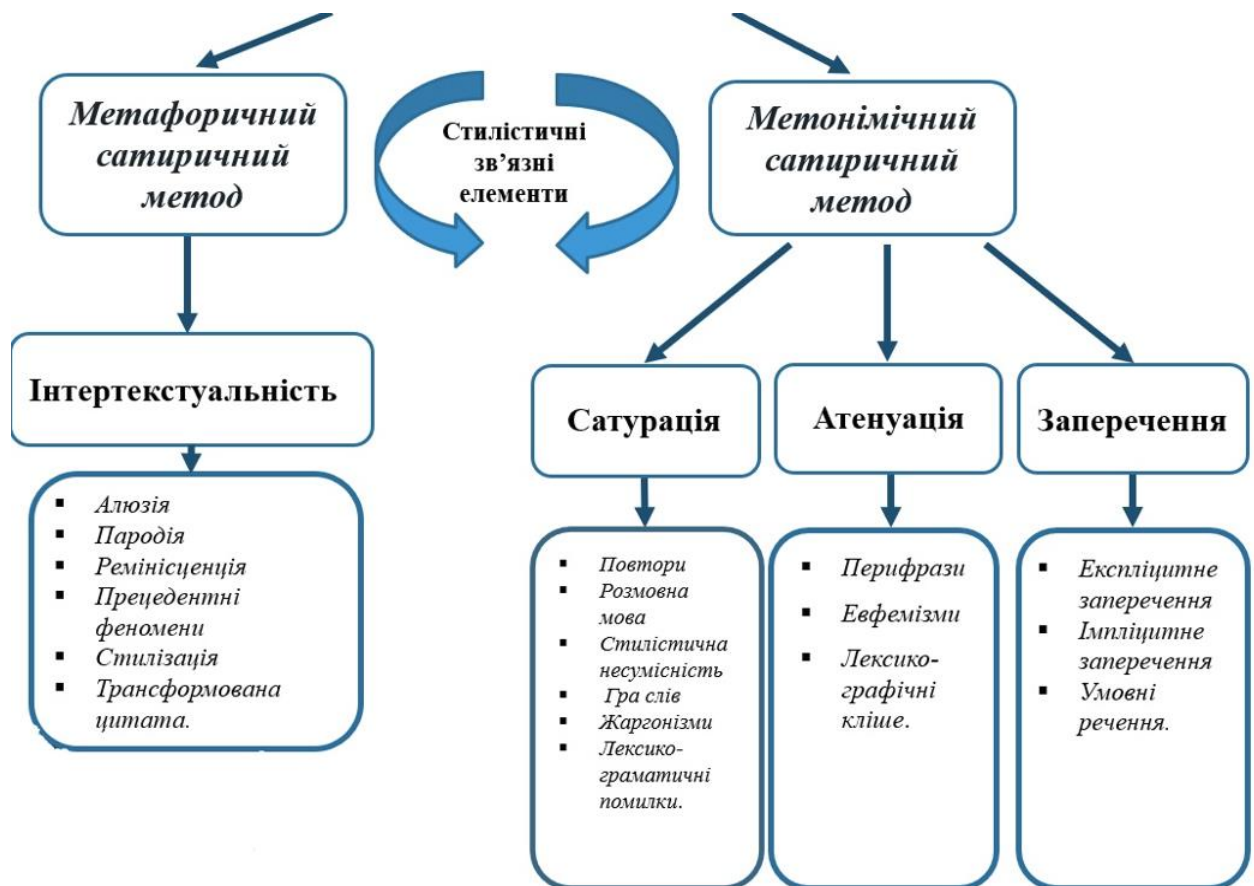 Метафоричний
сатиричний
метод
Стилістичні
зв’язні
елементи
Метонімічний
сатиричний
метод
Інтертекстуальність
▪ Алюзія
▪ Пародія
▪ Ремінісценція
▪ Прецедентні
феномени
▪ Стилізація
▪ Трансформована
цитата.
Сатурація
▪ Повтори
▪ Розмовна
мова
▪ Стилістична
несумісність
▪ Гра слів
▪ Жаргонізми
▪ Лексико-
граматичні
помилки.
Атенуація
▪ Перифрази
▪ Евфемізми
▪ Лексико-
графічні
кліше.
Заперечення
▪ Експліцитне
заперечення
▪ Імпліцитне
заперечення
▪ Умовні
речення.